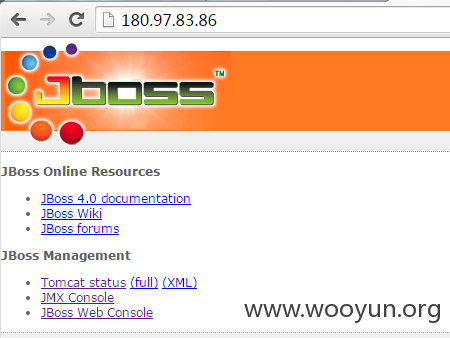 180.97.83.86
Jboss™
JBoss Online Resources
JBoss 4.0 documentation
JBoss Wiki
JBoss forums
JBoss Management
Tomcat status (full) (XML)
JMX Console
JBoss Web Console
www.wooyun.org